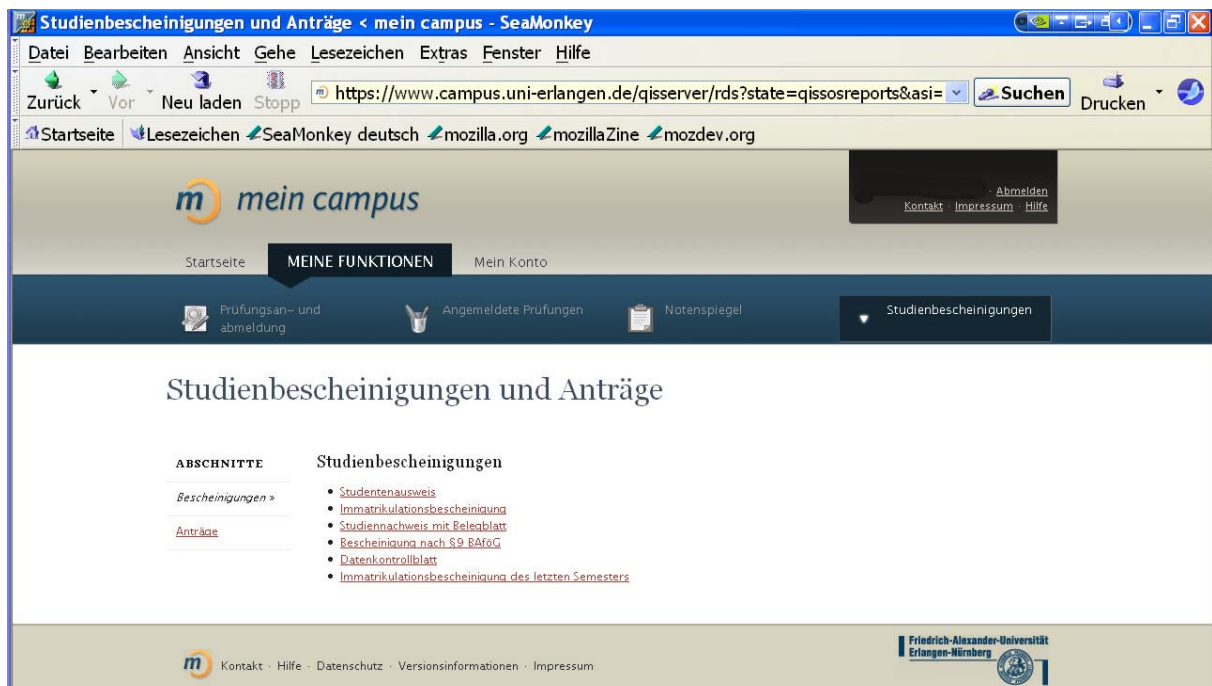 Studienbescheinigungen und Anträge < mein campus - SeaMonkey
Datei Bearbeiten Ansicht Gehe Lesezeichen Extras Fenster Hilfe
Zurück Vor Neu laden Stopp https://www.campus.uni-erlangen.de/qisserver/rds?state=qissosreports&asi= Suchen Drucken
Startseite Lesezeichen SeaMonkey deutsch mozilla.org mozillaZine mozdev.org
m mein campus
· Abmelden
Kontakt · Impressum · Hilfe
Startseite MEINE FUNKTIONEN Mein Konto
Prüfungsan- und
abmeldung
Angemeldete Prüfungen
Notenspiegel
Studienbescheinigungen
Studienbescheinigungen und Anträge
ABSCHNITTE
Bescheinigungen »
Anträge
Studienbescheinigungen
• Studentenausweis
• Immatrikulationsbescheinigung
• Studiennachweis mit Belegblatt
• Bescheinigung nach §9 BAföG
• Datenkontrollblatt
• Immatrikulationsbescheinigung des letzten Semesters
m Kontakt · Hilfe · Datenschutz · Versionsinformationen · Impressum
Friedrich-Alexander-Universität
Erlangen-Nürnberg